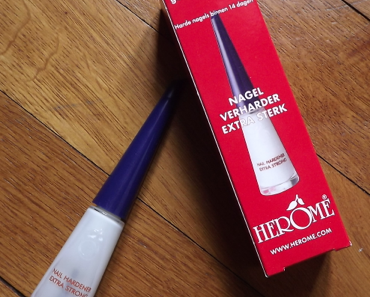 Harde nagels binnen 14 dagen
NAGEL
VERHARDER
EXTRA STERK
NAIL HARDENER
EXTRA STRONG
HEROME®
WWW.HEROME.COM
NAIL HARDENER
EXTRA STRONG